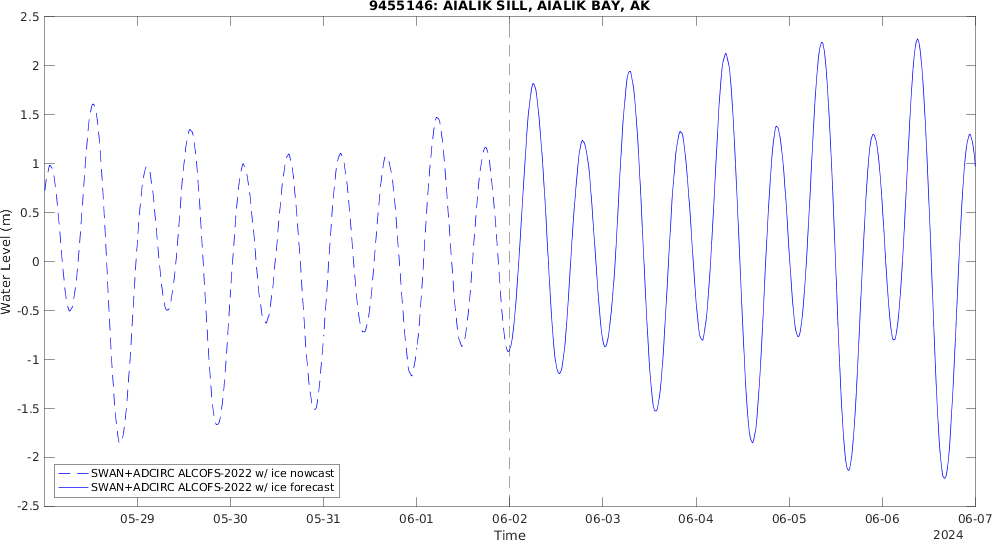 9455146: AIALIK SILL, AIALIK BAY, AK
2.5
2
1.5
1
0.5
0
-0.5
-1
-1.5
-2
-2.5
Water Level (m)
SWAN+ADCIRC ALCOFS-2022 w/ ice nowcast
SWAN+ADCIRC ALCOFS-2022 w/ ice forecast
05-29 05-30 05-31 06-01 06-02 06-03 06-04 06-05 06-06 06-07
Time
2024